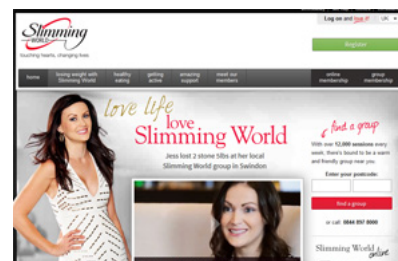 Log on and lose it!
UK
Slimming
WORLD
touching hearts, changing lives
Register
home
losing weight with
Slimming World
healthy
eating
getting
active
amazing
support
meet our
members
online
membership
group
membership
love life
love
Slimming World
Jess lost 2 stone 5lbs at her local
Slimming World group in Swindon
find a group
With over 12,000 sessions every
week, there's bound to be a warm
and friendly group near you.
Enter your postcode:
find a group
or call 0844 897 8000
Slimming World
online